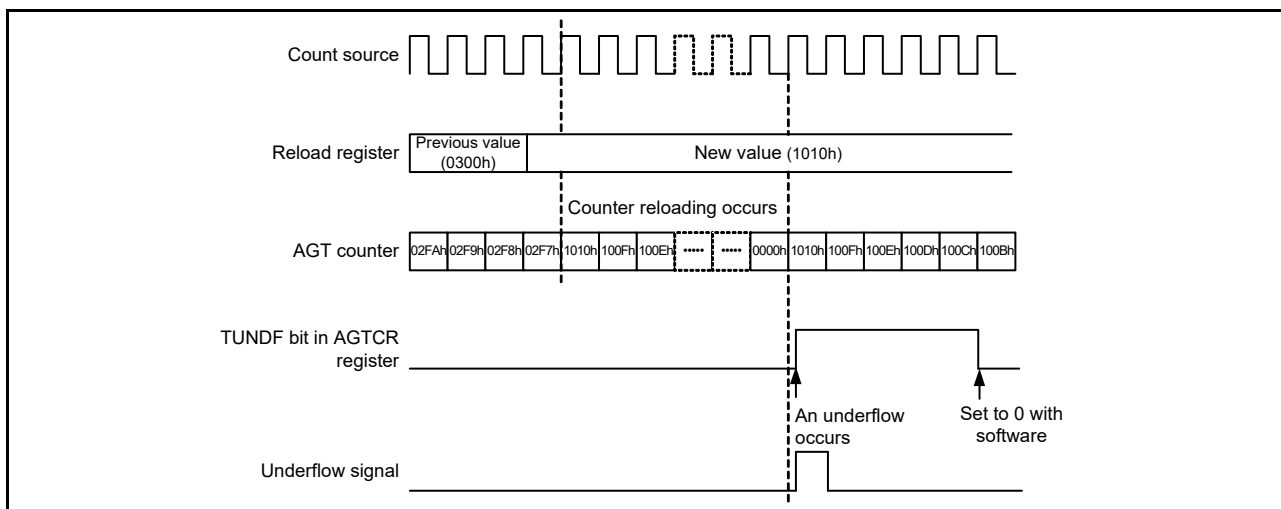 Count source
Reload register
Previous value
(0300h)
New value (1010h)
Counter reloading occurs
AGT counter
02FAh 02F9h 02F8h 02F7h 1010h 100Fh 100Eh ····· ····· 0000h 1010h 100Fh 100Eh 100Dh 100Ch 100Bh
TUNDF bit in AGTCR
register
An underflow
occurs
Set to 0 with
software
Underflow signal